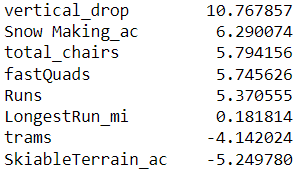 vertical_drop 10.767857
Snow Making_ac 6.290074
total_chairs 5.794156
fastQuads 5.745626
Runs 5.370555
LongestRun_mi 0.181814
trams -4.142024
SkiableTerrain_ac -5.249780